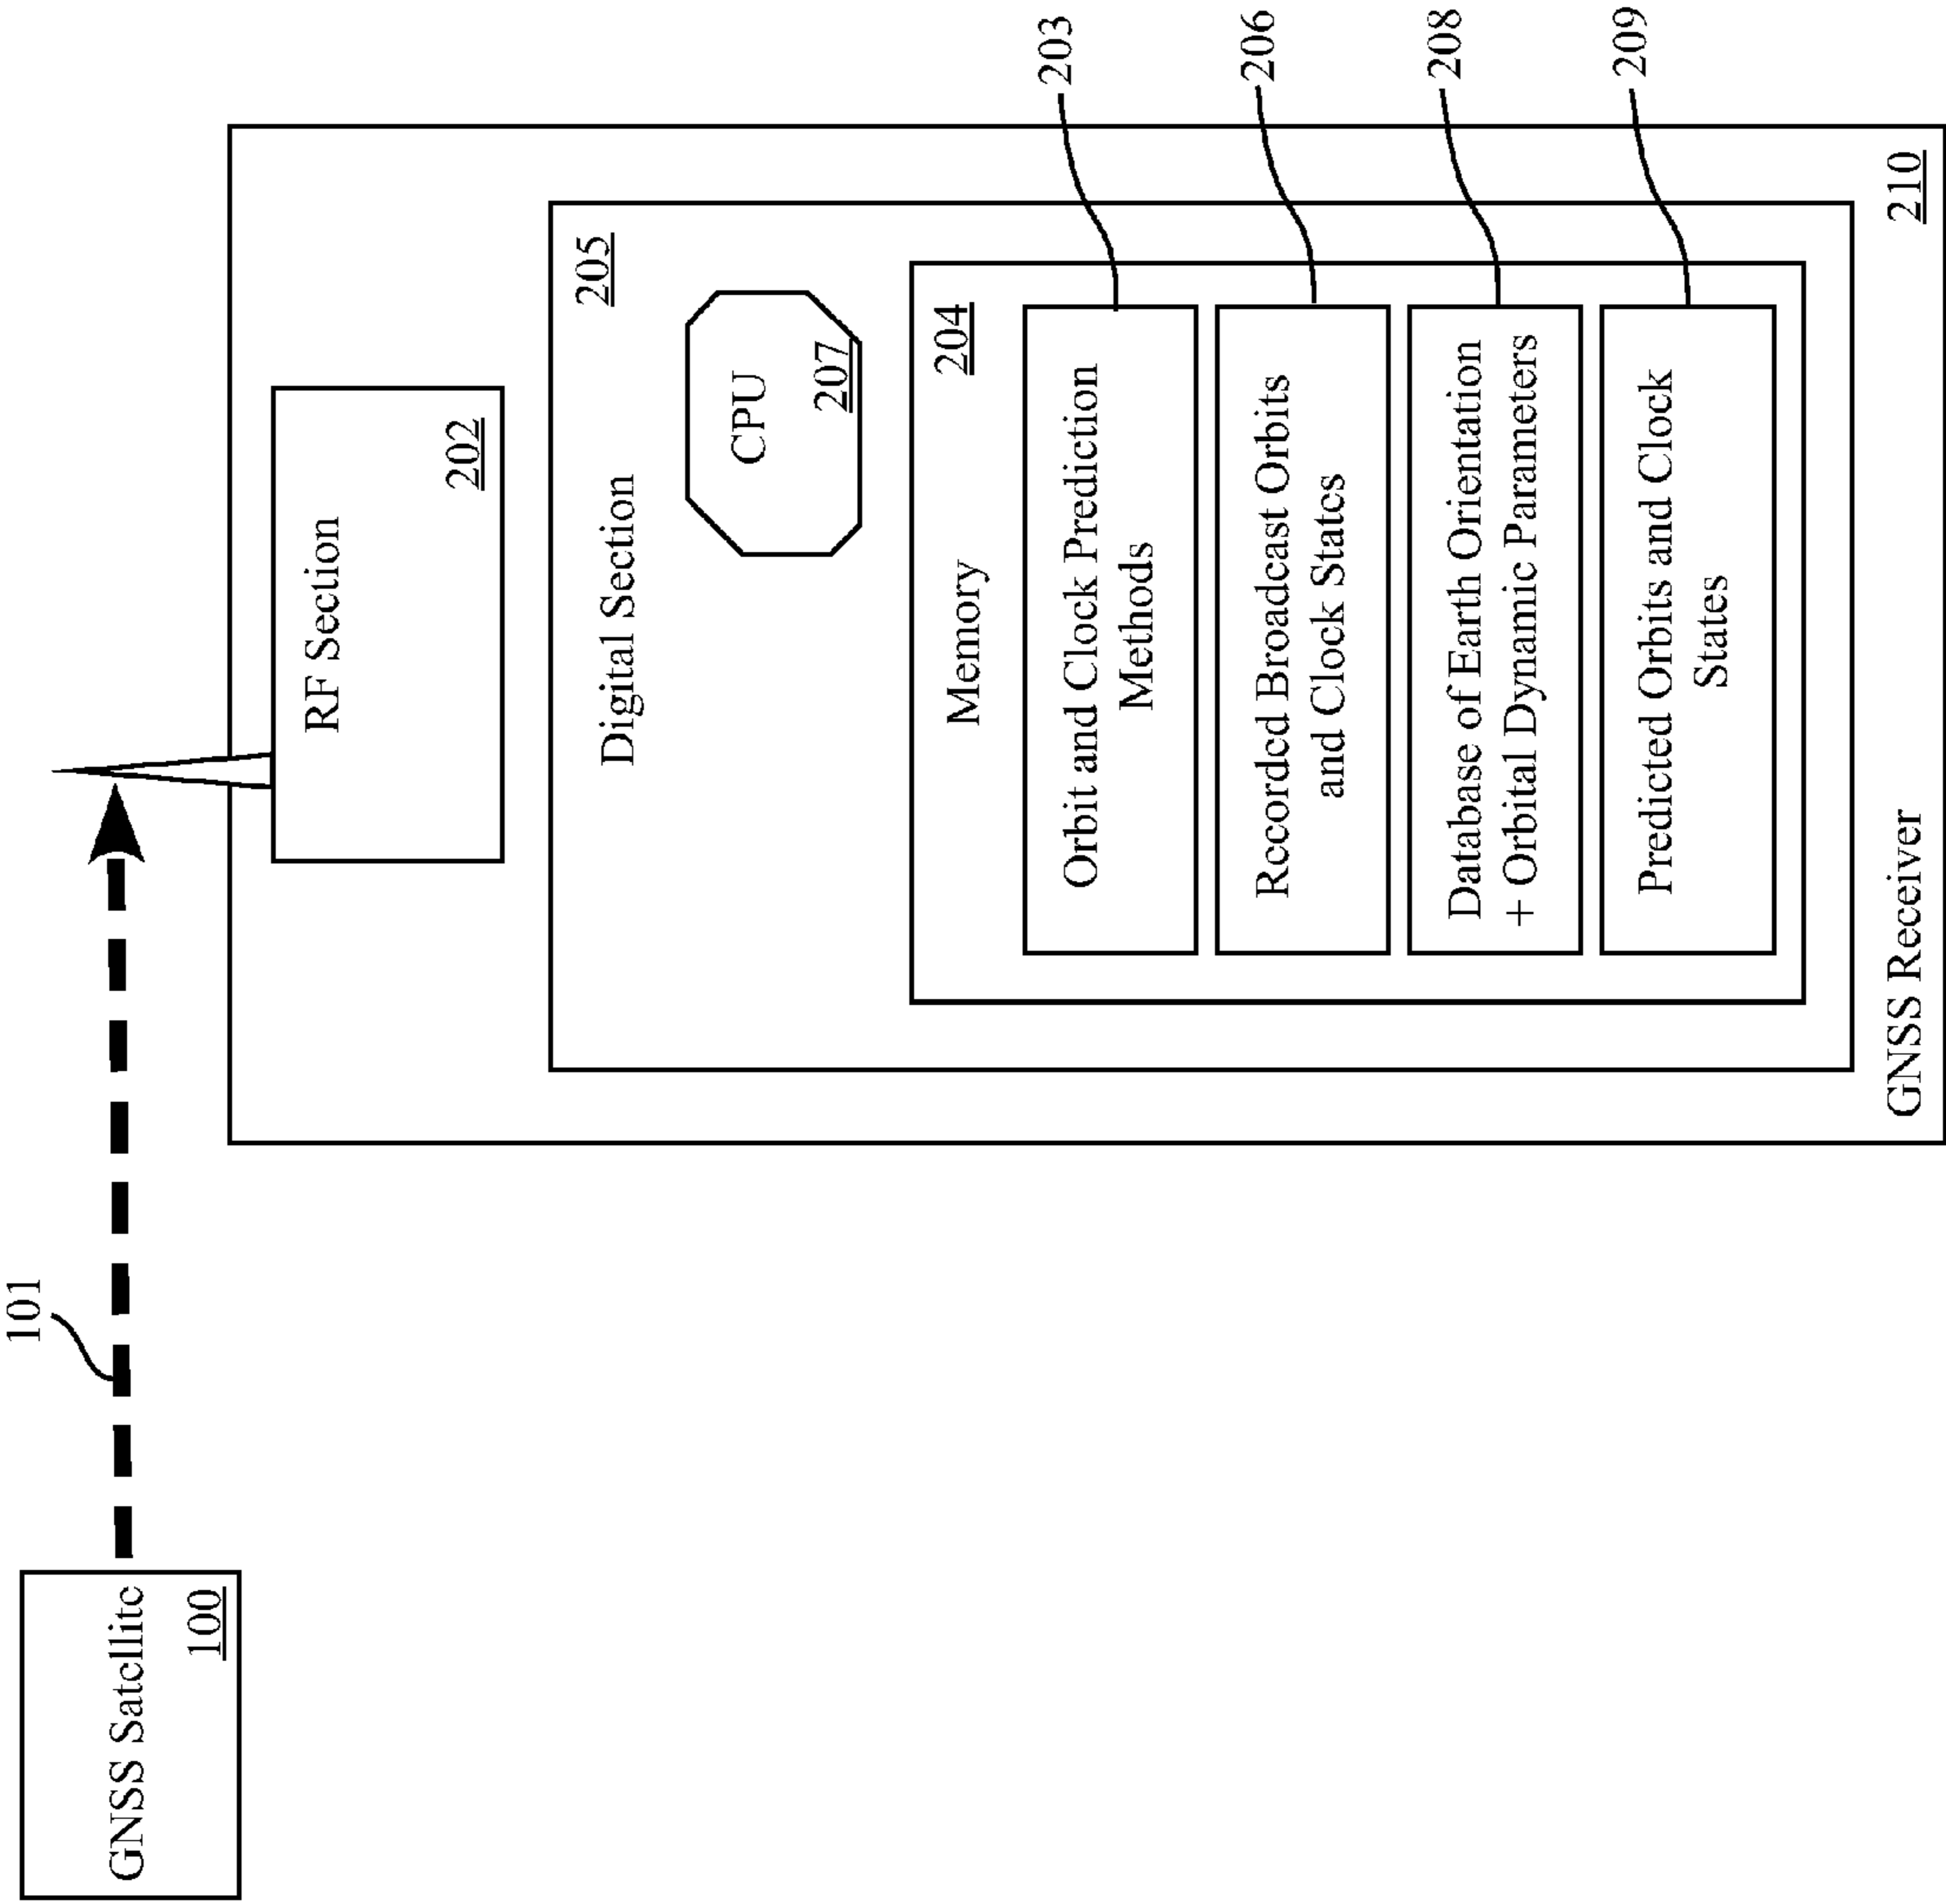 GNSS Satellite
100
101
RF Section
202
Digital Section
205
CPU
207
Memory
204
Orbit and Clock Prediction
Methods
203
Recorded Broadcast Orbits
and Clock States
206
Database of Earth Orientation
+ Orbital Dynamic Parameters
208
Predicted Orbits and Clock
States
209
GNSS Receiver
210